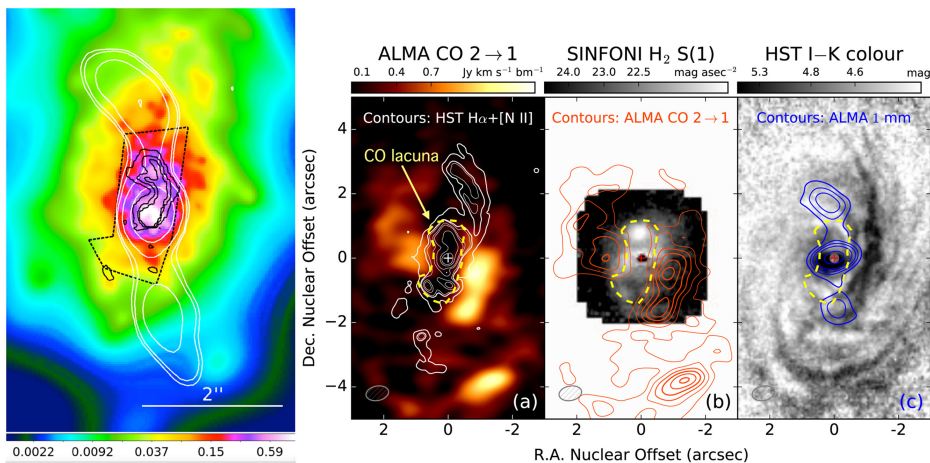 2''
0.0022 0.0092 0.037 0.15 0.59
ALMA CO 2→1
0.1 0.4 0.7 Jy km s⁻¹ bm⁻¹
Contours: HST Hα+[N II]
CO lacuna
(a)
SINFONI H₂ S(1)
24.0 23.0 22.5 mag asec⁻²
Contours: ALMA CO 2→1
(b)
HST I−K colour
5.3 4.8 4.6 mag
Contours: ALMA 1 mm
(c)
Dec. Nuclear Offset (arcsec)
4
2
0
−2
−4
2 0 −2
2 0 −2
2 0 −2
R.A. Nuclear Offset (arcsec)